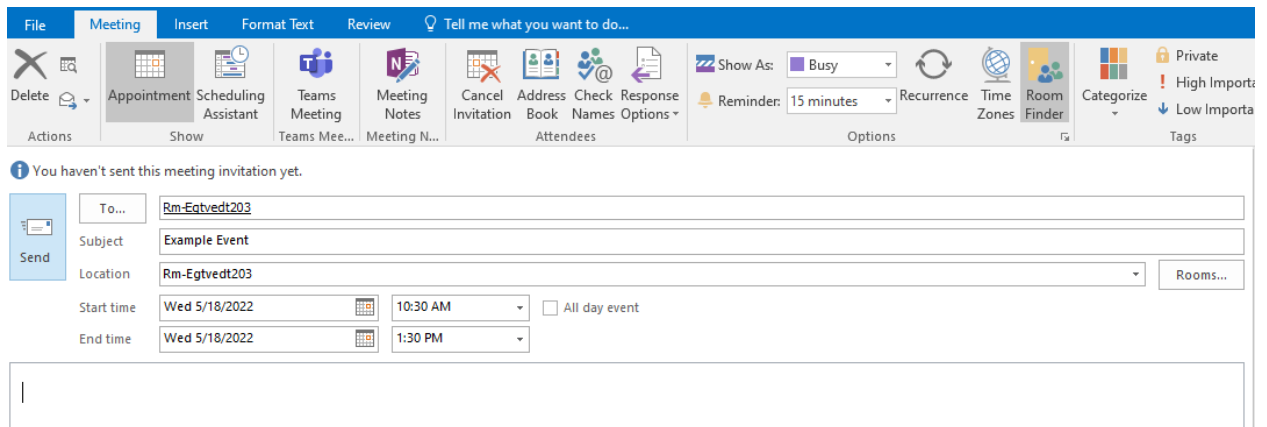 File Meeting Insert Format Text Review Tell me what you want to do...
Delete
Appointment
Scheduling Assistant
Teams Meeting
Meeting Notes
Cancel Invitation
Address Book
Check Names
Response Options
Show As: Busy
Reminder: 15 minutes
Recurrence
Time Zones
Room Finder
Categorize
Private
High Importa
Low Importa
Actions Show Teams Mee... Meeting N... Attendees Options Tags
You haven't sent this meeting invitation yet.
Send
To... Rm-Egtvedt203
Subject Example Event
Location Rm-Egtvedt203 Rooms...
Start time Wed 5/18/2022 10:30 AM All day event
End time Wed 5/18/2022 1:30 PM